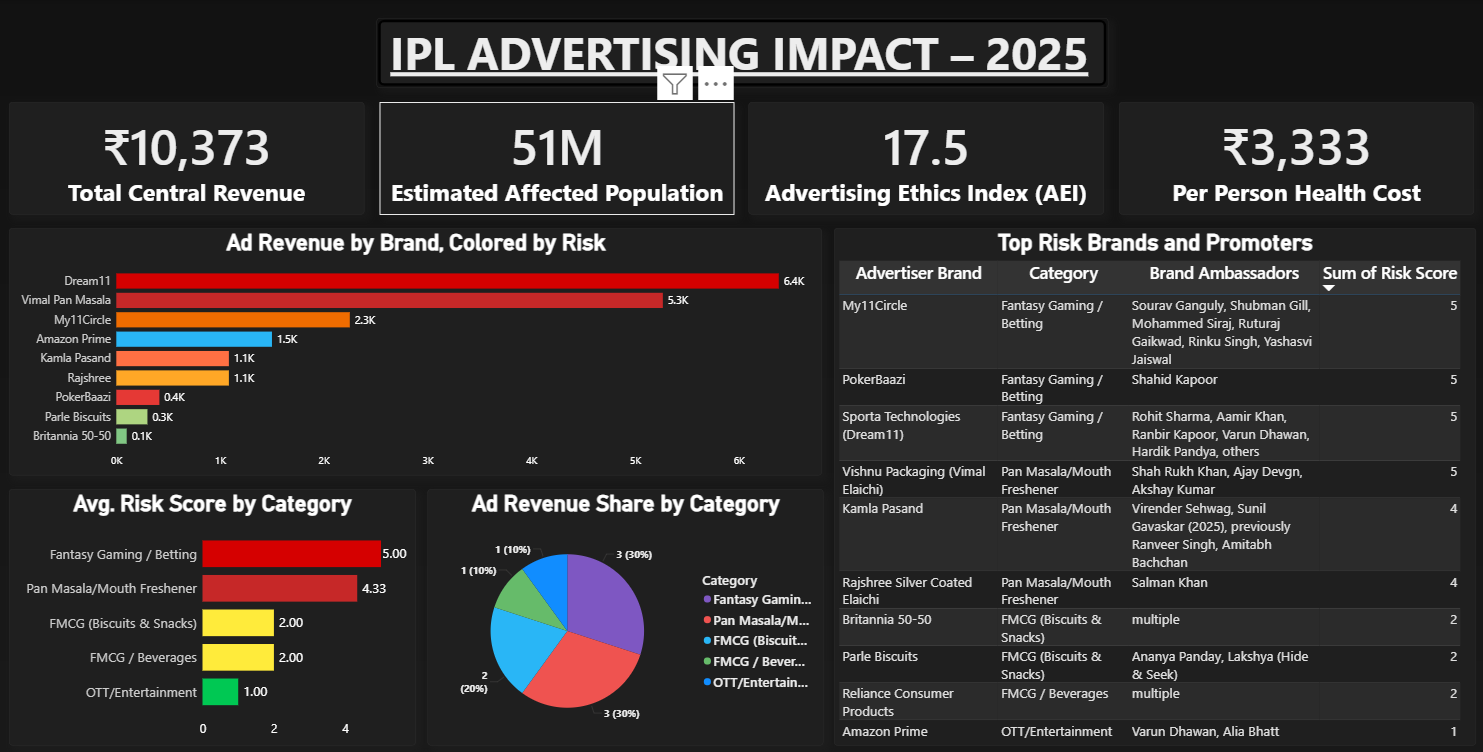 IPL ADVERTISING IMPACT – 2025
₹10,373
Total Central Revenue
51M
Estimated Affected Population
17.5
Advertising Ethics Index (AEI)
₹3,333
Per Person Health Cost
Ad Revenue by Brand, Colored by Risk
Dream11 6.4K
Vimal Pan Masala 5.3K
My11Circle 2.3K
Amazon Prime 1.5K
Kamla Pasand 1.1K
Rajshree 1.1K
PokerBaazi 0.4K
Parle Biscuits 0.3K
Britannia 50-50 0.1K
0K 1K 2K 3K 4K 5K 6K
Avg. Risk Score by Category
Fantasy Gaming / Betting 5.00
Pan Masala/Mouth Freshener 4.33
FMCG (Biscuits & Snacks) 2.00
FMCG / Beverages 2.00
OTT/Entertainment 1.00
0 2 4
Ad Revenue Share by Category
1 (10%)
3 (30%)
1 (10%)
2
(20%)
3 (30%)
Category
Fantasy Gamin...
Pan Masala/M...
FMCG (Biscuit...
FMCG / Bever...
OTT/Entertain...
Top Risk Brands and Promoters
Advertiser Brand Category Brand Ambassadors Sum of Risk Score
My11Circle Fantasy Gaming / Sourav Ganguly, Shubman Gill, 5
Betting Mohammed Siraj, Ruturaj
Gaikwad, Rinku Singh, Yashasvi
Jaiswal
PokerBaazi Fantasy Gaming / Shahid Kapoor 5
Betting
Sporta Technologies Fantasy Gaming / Rohit Sharma, Aamir Khan, 5
(Dream11) Betting Ranbir Kapoor, Varun Dhawan,
Hardik Pandya, others
Vishnu Packaging (Vimal Pan Masala/Mouth Shah Rukh Khan, Ajay Devgn, 5
Elaichi) Freshener Akshay Kumar
Kamla Pasand Pan Masala/Mouth Virender Sehwag, Sunil 4
Freshener Gavaskar (2025), previously
Ranveer Singh, Amitabh
Bachchan
Rajshree Silver Coated Pan Masala/Mouth Salman Khan 4
Elaichi Freshener
Britannia 50-50 FMCG (Biscuits & multiple 2
Snacks)
Parle Biscuits FMCG (Biscuits & Ananya Panday, Lakshya (Hide 2
Snacks) & Seek)
Reliance Consumer FMCG / Beverages multiple 2
Products
Amazon Prime OTT/Entertainment Varun Dhawan, Alia Bhatt 1